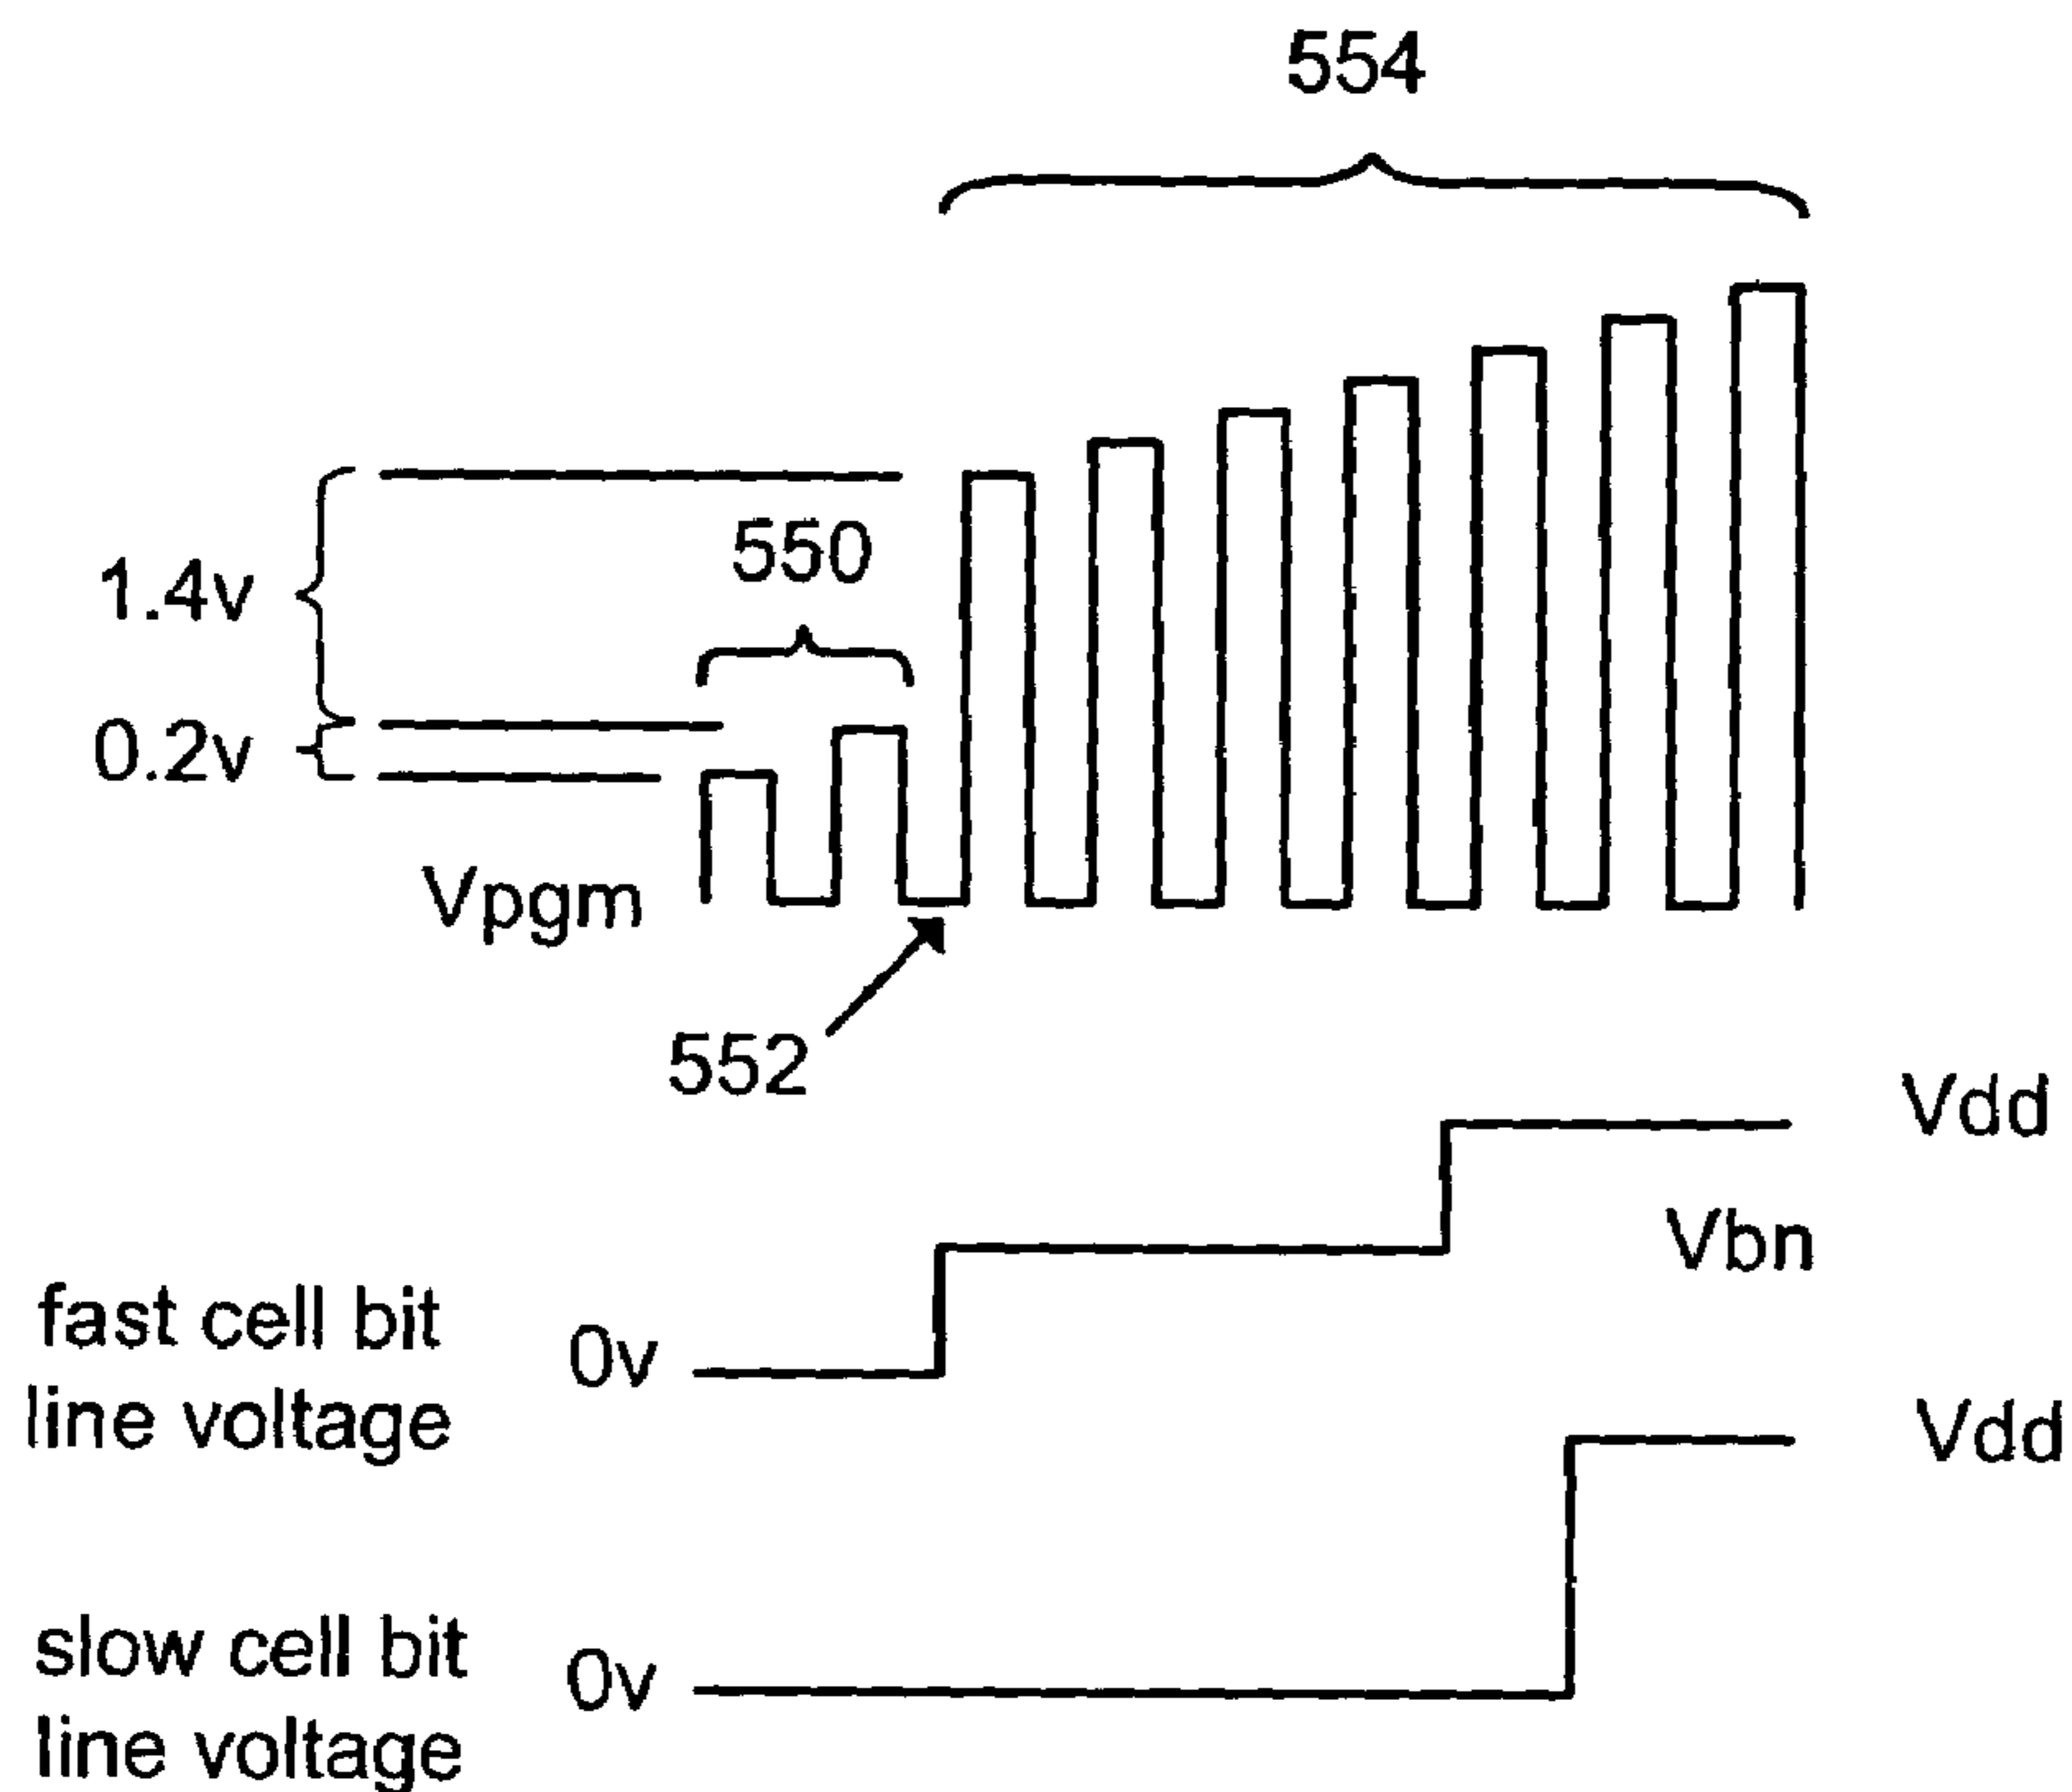 554
550
1.4v
0.2v
Vpgm
552
Vdd
Vbn
fast cell bit
line voltage
0v
Vdd
slow cell bit
line voltage
0v